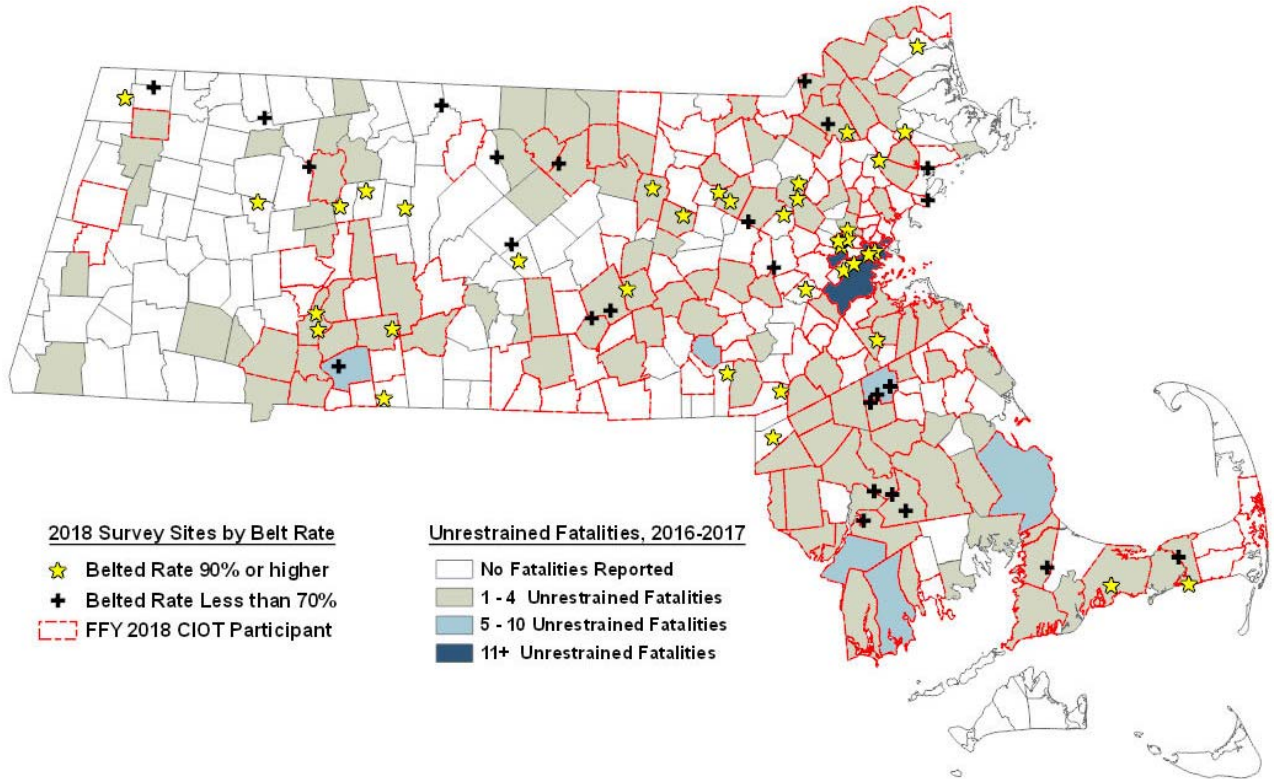 2018 Survey Sites by Belt Rate
Belted Rate 90% or higher
Belted Rate Less than 70%
FFY 2018 CIOT Participant
Unrestrained Fatalities, 2016-2017
No Fatalities Reported
1 - 4 Unrestrained Fatalities
5 - 10 Unrestrained Fatalities
11+ Unrestrained Fatalities